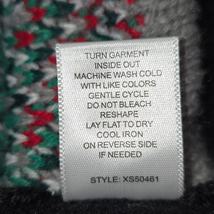 TURN GARMENT
INSIDE OUT
MACHINE WASH COLD
WITH LIKE COLORS
GENTLE CYCLE
DO NOT BLEACH
RESHAPE
LAY FLAT TO DRY
COOL IRON
ON REVERSE SIDE
IF NEEDED
STYLE: XS50461